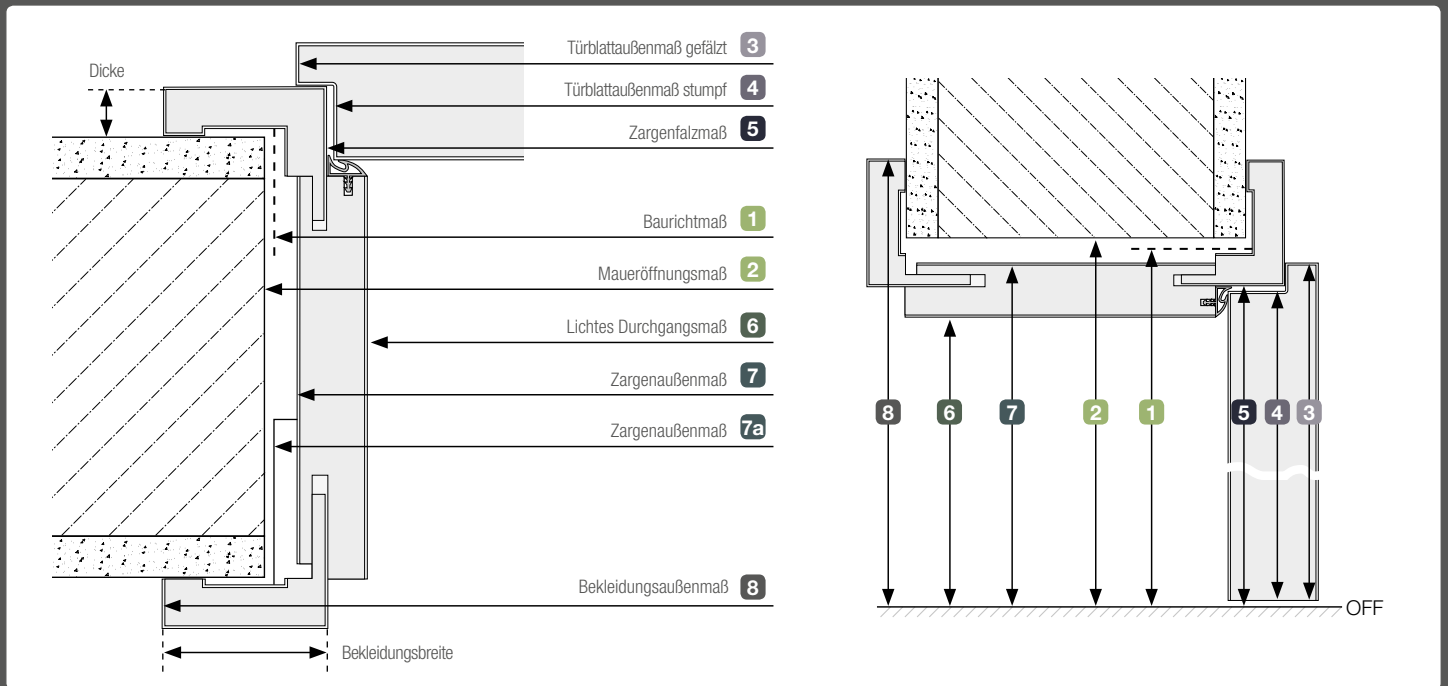 Dicke
Türblattaußenmaß gefälzt 3
Türblattaußenmaß stumpf 4
Zargenfalzmaß 5
Baurichtmaß 1
Maueröffnungsmaß 2
Lichtes Durchgangsmaß 6
Zargenaußenmaß 7
Zargenaußenmaß 7a
Bekleidungsaußenmaß 8
Bekleidungsbreite
8 6 7 2 1 5 4 3
OFF